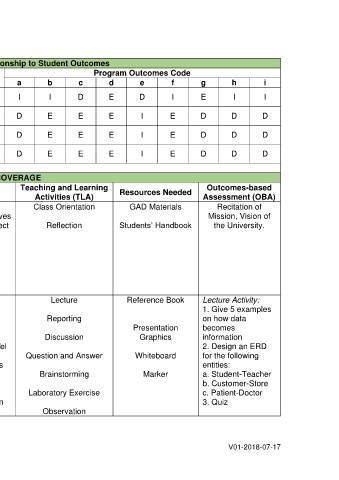 onship to Student Outcomes
Program Outcomes Code
a b c d e f g h i
I I D E D I E I I
D E E E I E D D D
D E E E I E D D D
D E E E I E D D D
OVERAGE
Teaching and Learning Activities (TLA)
Resources Needed
Outcomes-based Assessment (OBA)
ves
ect
Class Orientation
Reflection
GAD Materials
Students' Handbook
Recitation of
Mission, Vision of
the University.
del
s
n
Lecture
Reporting
Discussion
Question and Answer
Brainstorming
Laboratory Exercise
Observation
Reference Book
Presentation
Graphics
Whiteboard
Marker
Lecture Activity:
1. Give 5 examples
on how data
becomes
information
2. Design an ERD
for the following
entities:
a. Student-Teacher
b. Customer-Store
c. Patient-Doctor
3. Quiz
V01-2018-07-17